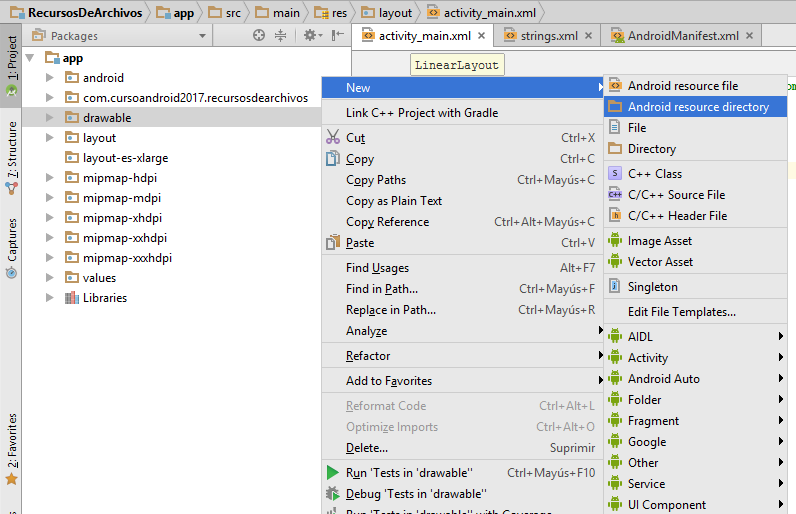 RecursosDeArchivos app src main res layout activity_main.xml
Packages
activity_main.xml strings.xml AndroidManifest.xml
1: Project
7: Structure
Captures
2: Favorites
app
android
com.cursoandroid2017.recursosdearchivos
drawable
layout
layout-es-xlarge
mipmap-hdpi
mipmap-mdpi
mipmap-xhdpi
mipmap-xxhdpi
mipmap-xxxhdpi
values
Libraries
LinearLayout
New
Link C++ Project with Gradle
Cut Ctrl+X
Copy Ctrl+C
Copy Paths Ctrl+Mayús+C
Copy as Plain Text
Copy Reference Ctrl+Alt+Mayús+C
Paste Ctrl+V
Find Usages Alt+F7
Find in Path... Ctrl+Mayús+F
Replace in Path... Ctrl+Mayús+R
Analyze
Refactor
Add to Favorites
Reformat Code Ctrl+Alt+L
Optimize Imports Ctrl+Alt+O
Delete... Suprimir
Run 'Tests in 'drawable'' Ctrl+Mayús+F10
Debug 'Tests in 'drawable''
Run 'Tests in 'drawable'' with Coverage
Android resource file
Android resource directory
File
Directory
C++ Class
C/C++ Source File
C/C++ Header File
Image Asset
Vector Asset
Singleton
Edit File Templates...
AIDL
Activity
Android Auto
Folder
Fragment
Google
Other
Service
UI Component